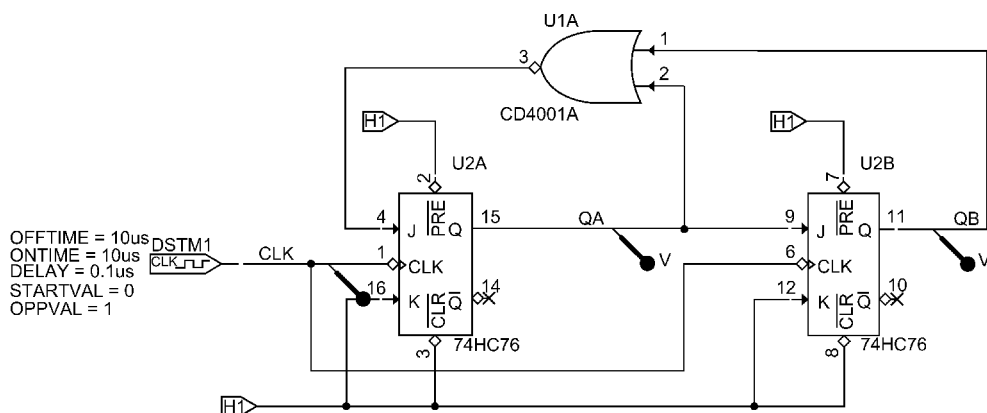 U1A
3
1
2
CD4001A
H1
H1
U2A
U2B
2
7
4
J
PRE
Q
15
QA
9
J
PRE
Q
11
QB
OFFTIME = 10us
ONTIME = 10us
DELAY = 0.1us
STARTVAL = 0
OPPVAL = 1
DSTM1
CLK
CLK
1
CLK
V
6
CLK
V
16
K
CLR
Q
14
12
K
CLR
Q
10
3
74HC76
8
74HC76
H1